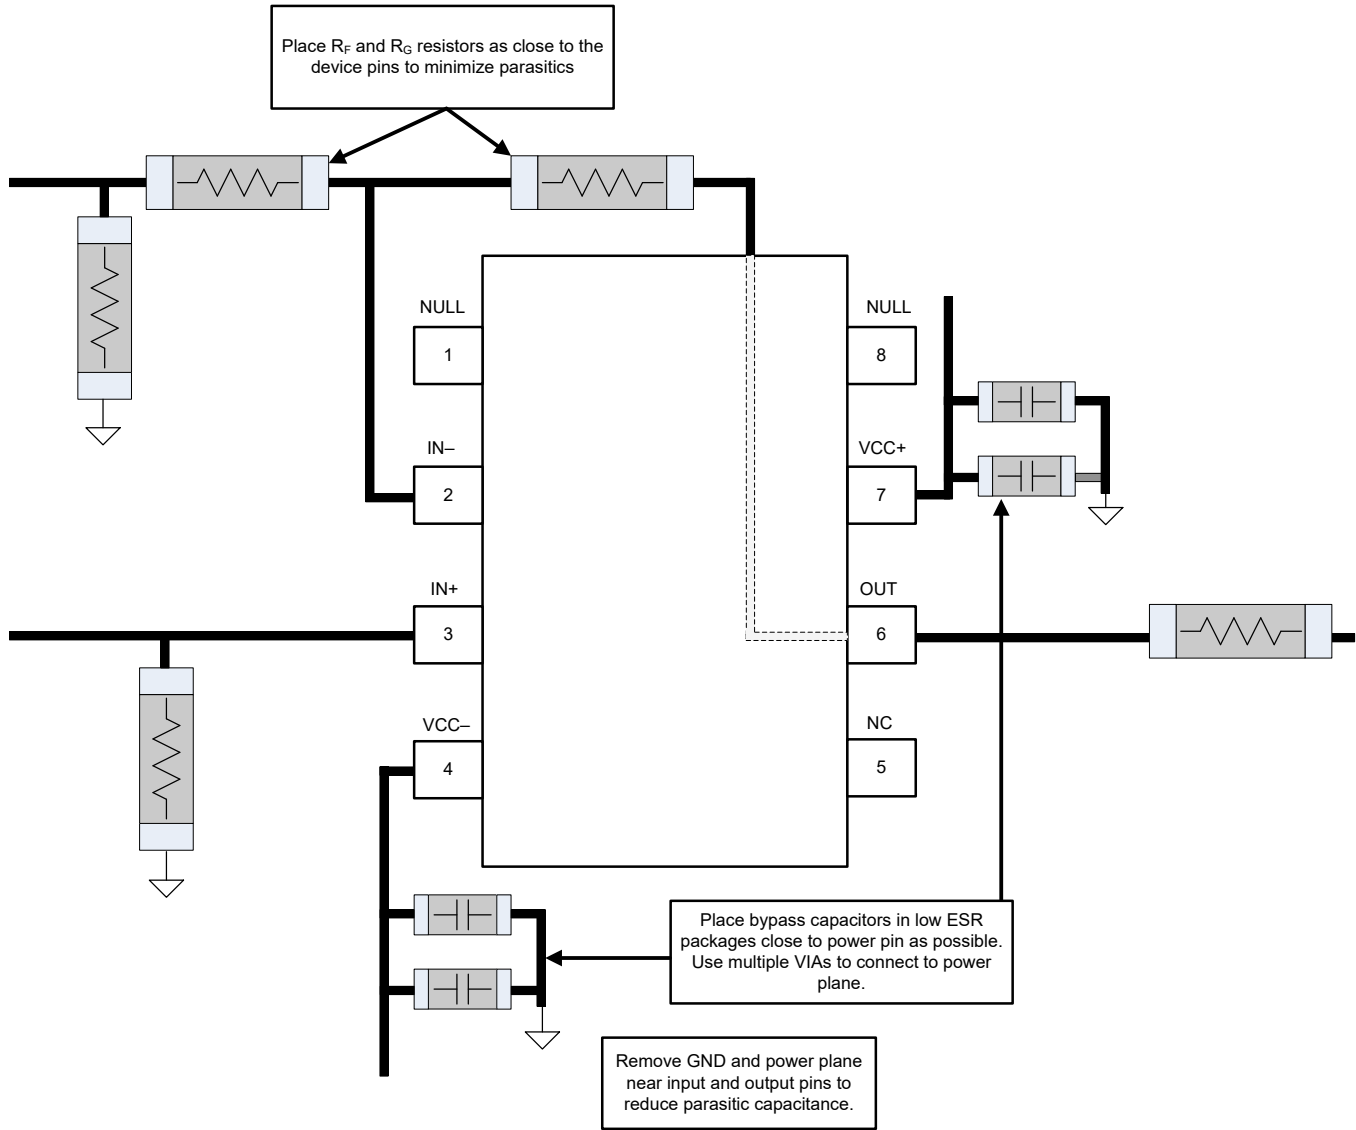 Place RF and RG resistors as close to the
device pins to minimize parasitics
NULL
1
NULL
8
IN–
2
VCC+
7
IN+
3
OUT
6
VCC–
4
NC
5
Place bypass capacitors in low ESR
packages close to power pin as possible.
Use multiple VIAs to connect to power
plane.
Remove GND and power plane
near input and output pins to
reduce parasitic capacitance.